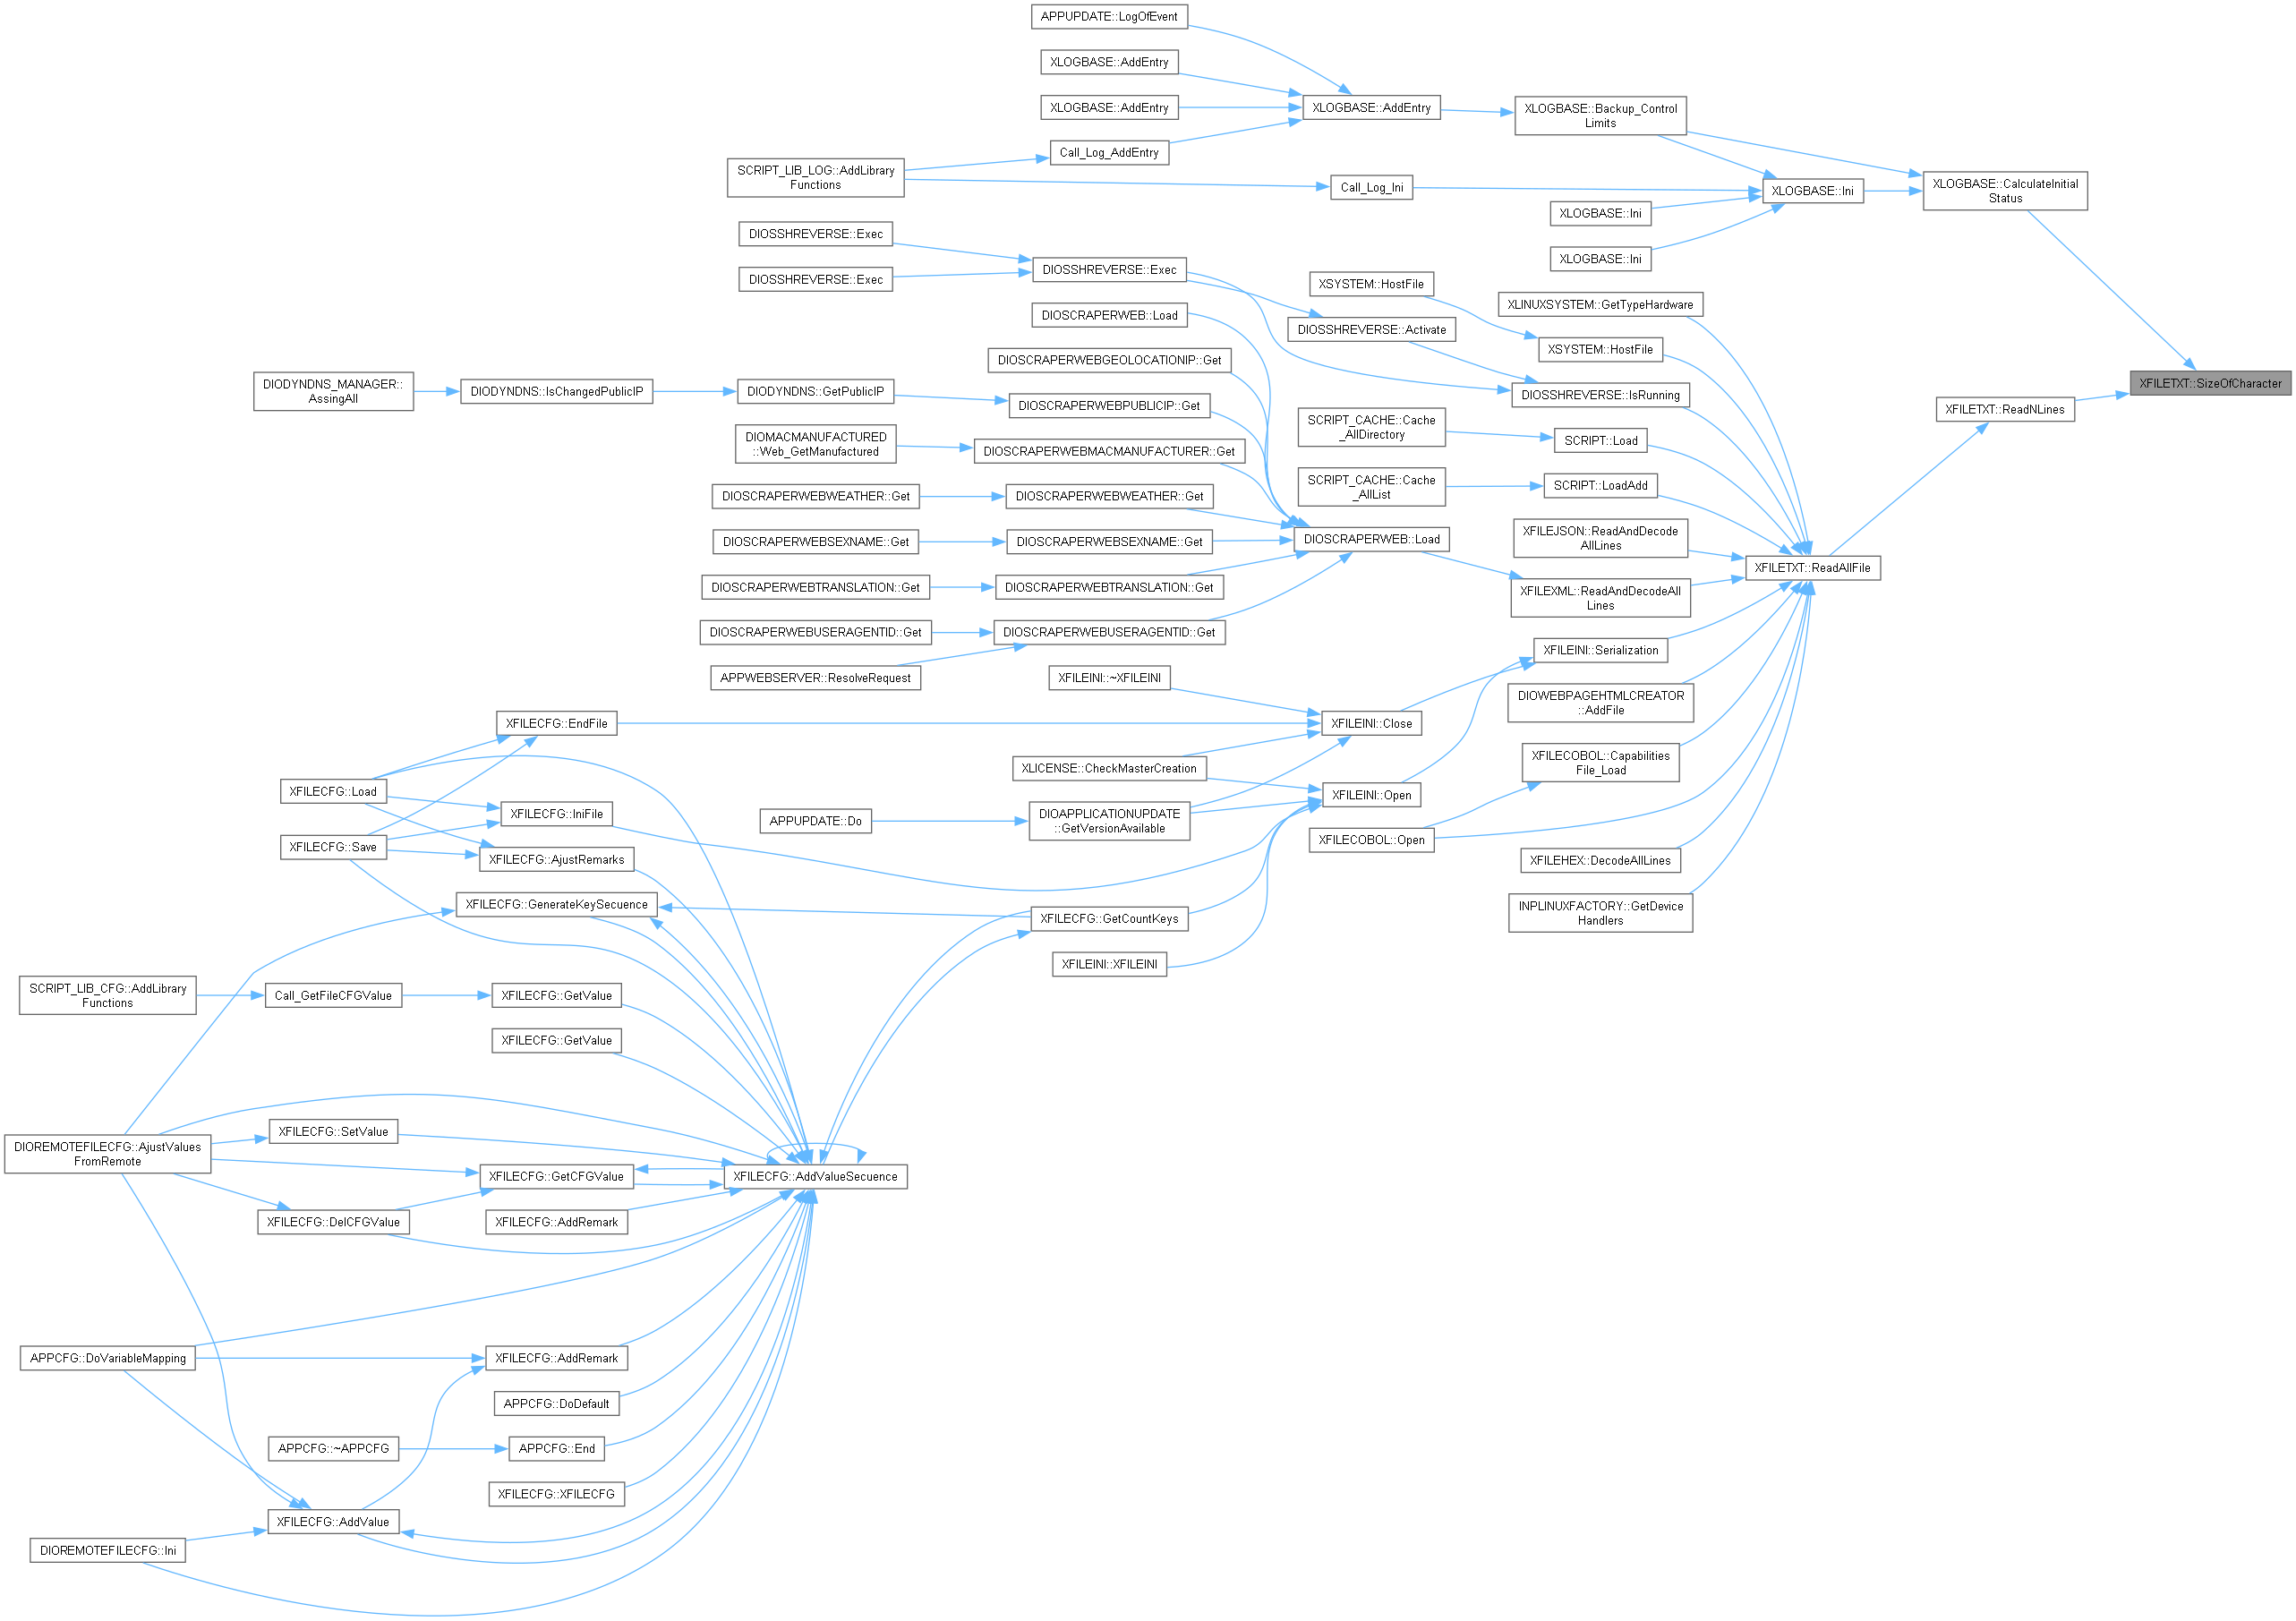 APPUPDATE::LogOfEvent
XLOGBASE::AddEntry
XLOGBASE::AddEntry
XLOGBASE::AddEntry
XLOGBASE::Backup_Control
Limits
Call_Log_AddEntry
SCRIPT_LIB_LOG::AddLibrary
Functions
Call_Log_Ini
XLOGBASE::Ini
XLOGBASE::CalculateInitial
Status
XLOGBASE::Ini
XLOGBASE::Ini
DIOSSHREVERSE::Exec
DIOSSHREVERSE::Exec
DIOSSHREVERSE::Exec
XSYSTEM::HostFile
XLINUXSYSTEM::GetTypeHardware
DIOSCRAPERWEB::Load
DIOSSHREVERSE::Activate
XSYSTEM::HostFile
DIOSCRAPERWEBGEOLOCATIONIP::Get
XFILETXT::SizeOfCharacter
DIODYNDNS_MANAGER::
AssingAll
DIODYNDNS::IsChangedPublicIP
DIODYNDNS::GetPublicIP
DIOSCRAPERWEBPUBLICIP::Get
DIOSSHREVERSE::IsRunning
XFILETXT::ReadNLines
SCRIPT_CACHE::Cache
_AllDirectory
SCRIPT::Load
DIOMACMANUFACTURED
::Web_GetManufactured
DIOSCRAPERWEBMACMANUFACTURER::Get
SCRIPT_CACHE::Cache
_AllList
SCRIPT::LoadAdd
DIOSCRAPERWEBWEATHER::Get
DIOSCRAPERWEBWEATHER::Get
XFILEJSON::ReadAndDecode
AllLines
DIOSCRAPERWEBSEXNAME::Get
DIOSCRAPERWEBSEXNAME::Get
DIOSCRAPERWEB::Load
XFILETXT::ReadAllFile
DIOSCRAPERWEBTRANSLATION::Get
DIOSCRAPERWEBTRANSLATION::Get
XFILEXML::ReadAndDecodeAll
Lines
DIOSCRAPERWEBUSERAGENTID::Get
DIOSCRAPERWEBUSERAGENTID::Get
XFILEINI::Serialization
APPWEBSERVER::ResolveRequest
XFILEINI::~XFILEINI
DIOWEBPAGEHTMLCREATOR
::AddFile
XFILECFG::EndFile
XFILEINI::Close
XFILECOBOL::Capabilities
File_Load
XLICENSE::CheckMasterCreation
XFILECFG::Load
XFILEINI::Open
XFILECFG::IniFile
APPUPDATE::Do
DIOAPPLICATIONUPDATE
::GetVersionAvailable
XFILECOBOL::Open
XFILECFG::Save
XFILECFG::AjustRemarks
XFILEHEX::DecodeAllLines
XFILECFG::GenerateKeySecuence
XFILECFG::GetCountKeys
INPLINUXFACTORY::GetDevice
Handlers
XFILEINI::XFILEINI
SCRIPT_LIB_CFG::AddLibrary
Functions
Call_GetFileCFGValue
XFILECFG::GetValue
XFILECFG::GetValue
XFILECFG::SetValue
DIOREMOTEFILECFG::AjustValues
FromRemote
XFILECFG::GetCFGValue
XFILECFG::AddValueSecuence
XFILECFG::DelCFGValue
XFILECFG::AddRemark
APPCFG::DoVariableMapping
XFILECFG::AddRemark
APPCFG::DoDefault
APPCFG::~APPCFG
APPCFG::End
XFILECFG::XFILECFG
XFILECFG::AddValue
DIOREMOTEFILECFG::Ini